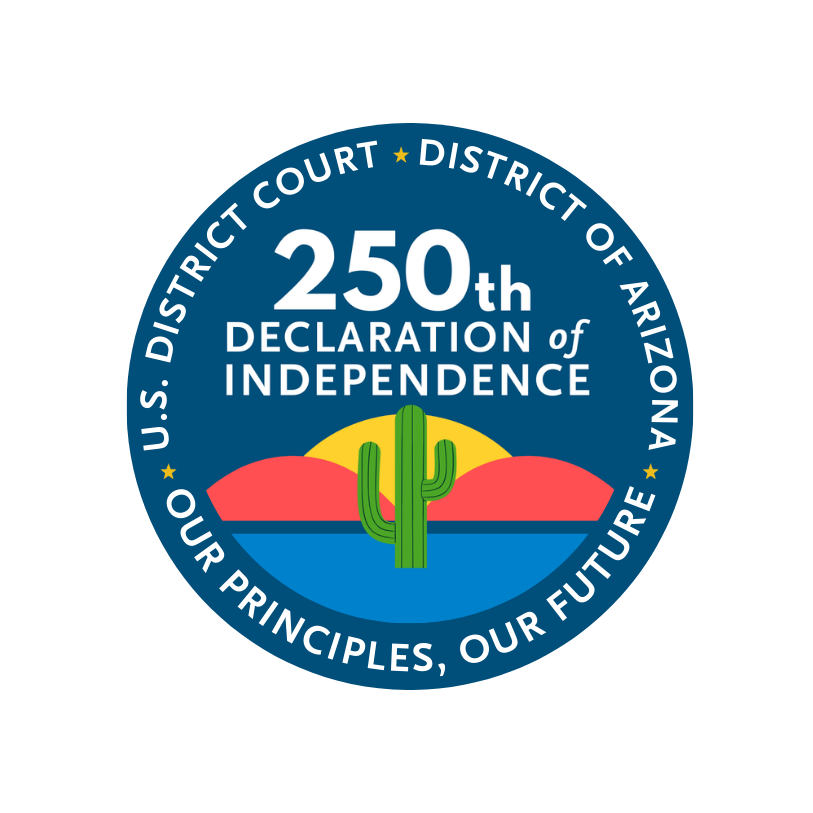 U.S. DISTRICT COURT ★ DISTRICT OF ARIZONA
250th
DECLARATION of
INDEPENDENCE
★ OUR PRINCIPLES, OUR FUTURE ★